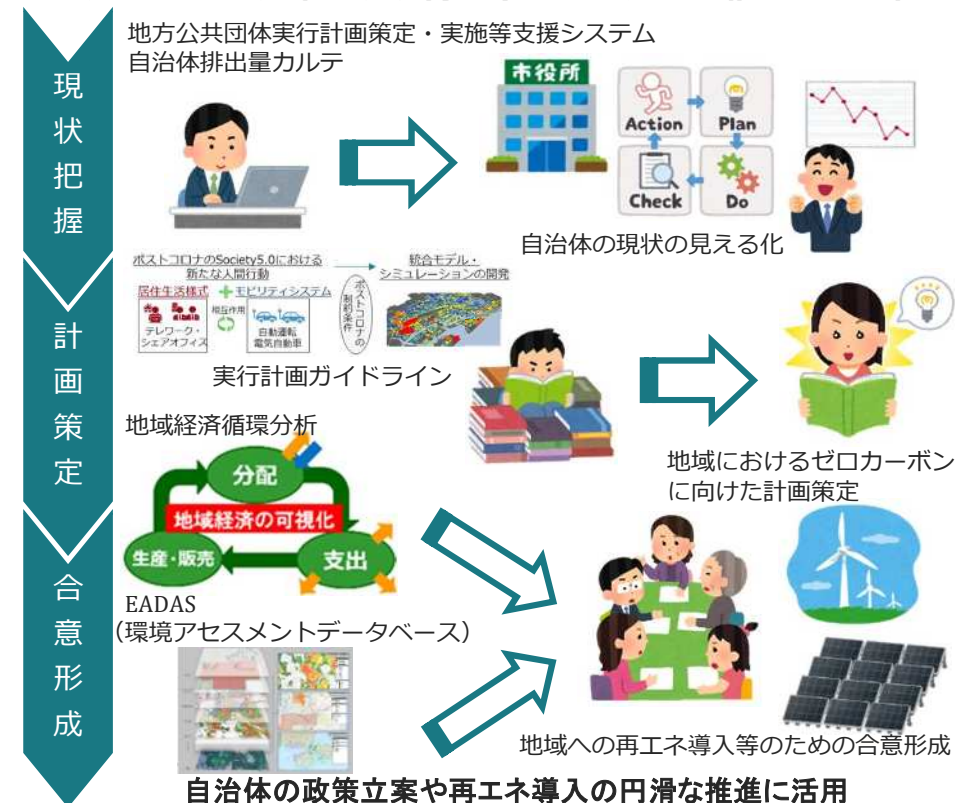 現状把握
地方公共団体実行計画策定・実施等支援システム
自治体排出量カルテ
市役所
Action
Plan
Check
Do
自治体の現状の見える化
計画策定
ポストコロナのSociety5.0における
新たな人間行動
統合モデル・
シミュレーションの開発
居住生活様式
モビリティシステム
相互作用
テレワーク・
シェアオフィス
自動運転
電気自動車
ポストコロナの
制約条件
実行計画ガイドライン
地域におけるゼロカーボン
に向けた計画策定
地域経済循環分析
分配
地域経済の可視化
生産・販売
支出
合意形成
EADAS
（環境アセスメントデータベース）
地域への再エネ導入等のための合意形成
自治体の政策立案や再エネ導入の円滑な推進に活用